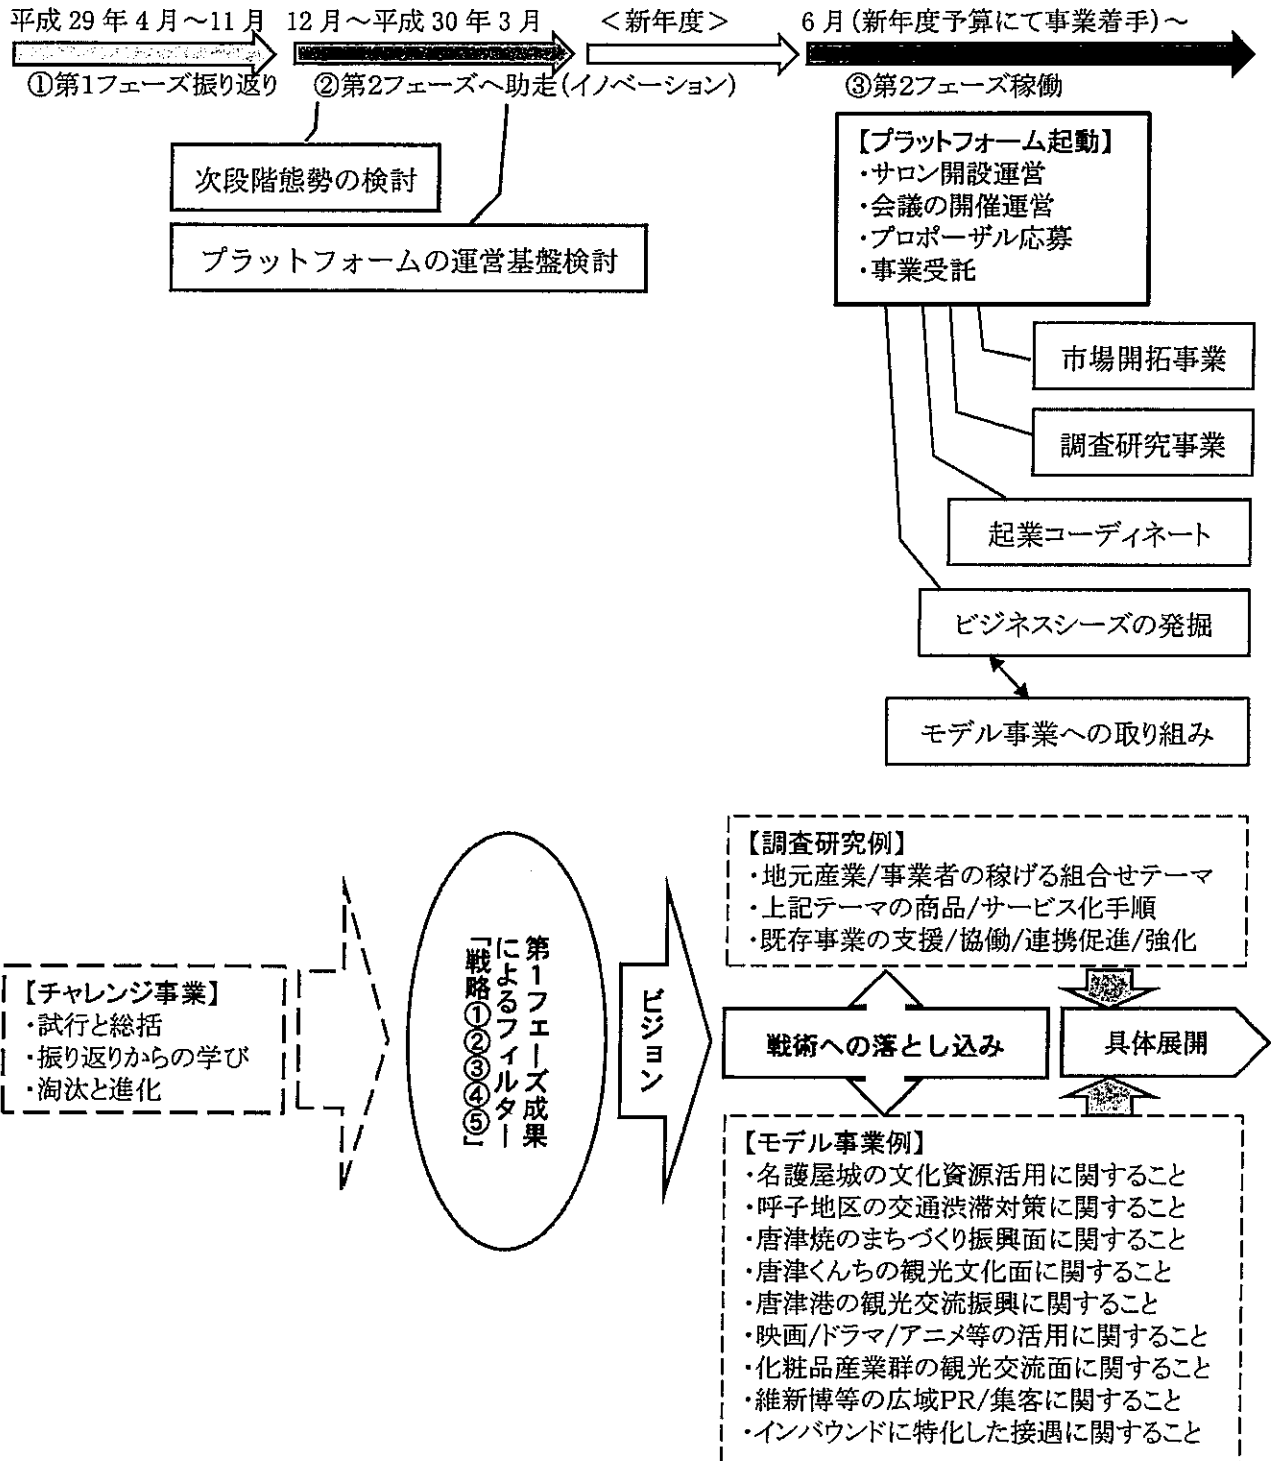 平成 29 年 4 月～11 月
12 月～平成 30 年 3 月
＜新年度＞
6 月(新年度予算にて事業着手)～
①第1フェーズ振り返り
②第2フェーズへ助走(イノベーション)
③第2フェーズ稼働
次段階態勢の検討
プラットフォームの運営基盤検討
【プラットフォーム起動】
・サロン開設運営
・会議の開催運営
・プロポーザル応募
・事業受託
市場開拓事業
調査研究事業
起業コーディネート
ビジネスシーズの発掘
モデル事業への取り組み
【チャレンジ事業】
・試行と総括
・振り返りからの学び
・淘汰と進化
第1フェーズ成果
によるフィルター
「戦略①②③④⑤」
ビジョン
【調査研究例】
・地元産業/事業者の稼げる組合せテーマ
・上記テーマの商品/サービス化手順
・既存事業の支援/協働/連携促進/強化
戦術への落とし込み
具体展開
【モデル事業例】
・名護屋城の文化資源活用に関すること
・呼子地区の交通渋滞対策に関すること
・唐津焼のまちづくり振興面に関すること
・唐津くんちの観光文化面に関すること
・唐津港の観光交流振興に関すること
・映画/ドラマ/アニメ等の活用に関すること
・化粧品産業群の観光交流面に関すること
・維新博等の広域PR/集客に関すること
・インバウンドに特化した接遇に関すること